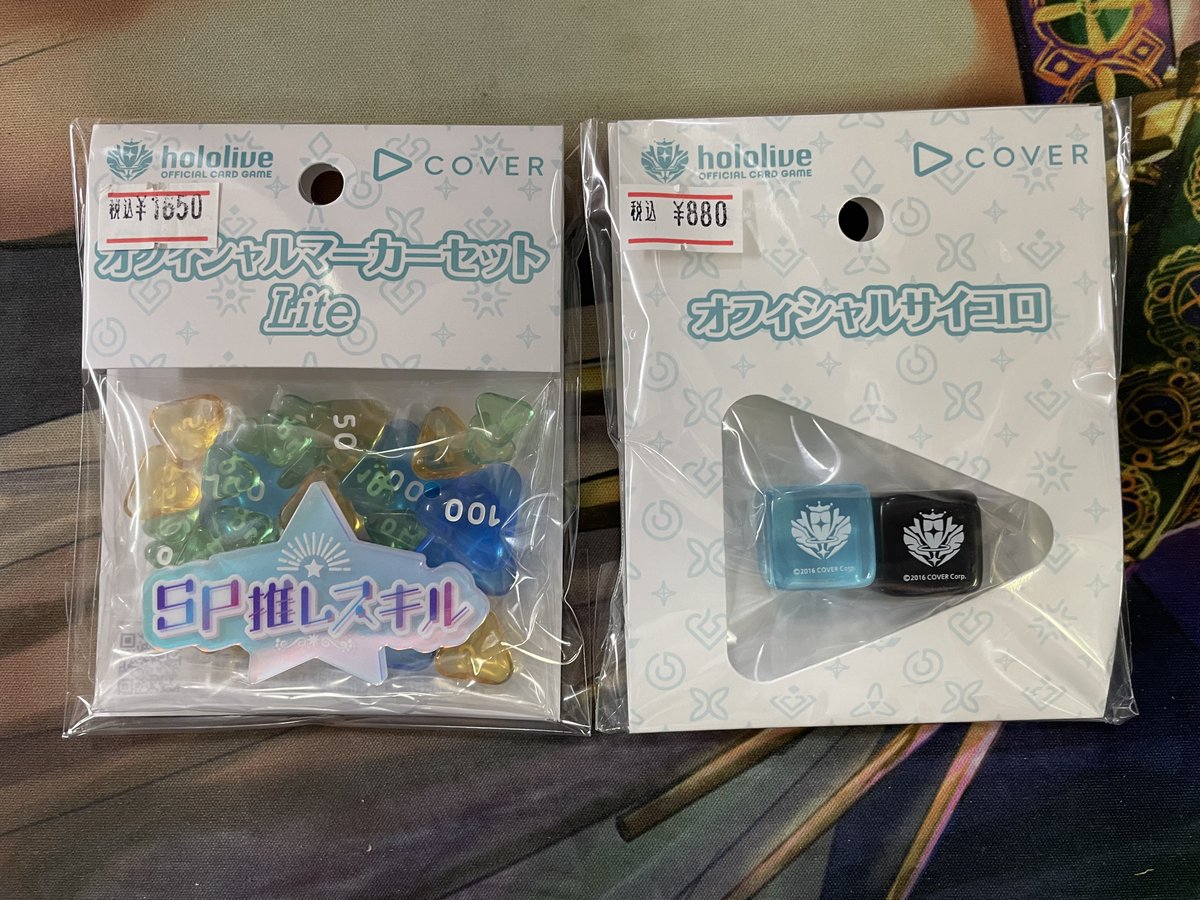 hololive
OFFICIAL CARD GAME
COVER
税込¥1650
オフィシャルマーカーセット
Lite
50
100
SP推しスキル
hololive
OFFICIAL CARD GAME
COVER
税込 ¥880
オフィシャルサイコロ
©2016 COVER Corp.
©2016 COVER Corp.